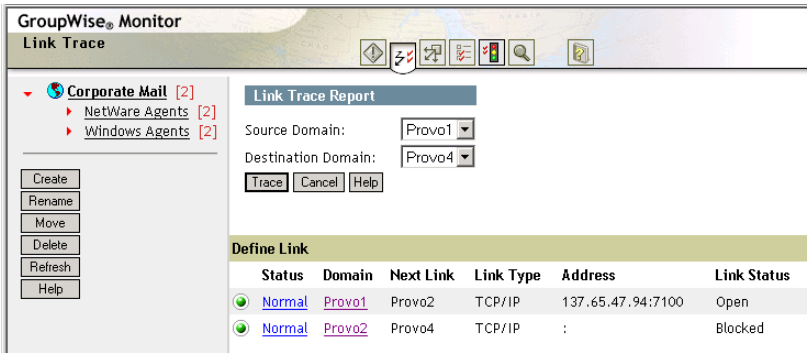 GroupWise® Monitor
Link Trace
Corporate Mail [2]
NetWare Agents [2]
Windows Agents [2]
Create
Rename
Move
Delete
Refresh
Help
Link Trace Report
Source Domain: Provo1
Destination Domain: Provo4
Trace Cancel Help
Define Link
Status Domain Next Link Link Type Address Link Status
Normal Provo1 Provo2 TCP/IP 137.65.47.94:7100 Open
Normal Provo2 Provo4 TCP/IP : Blocked